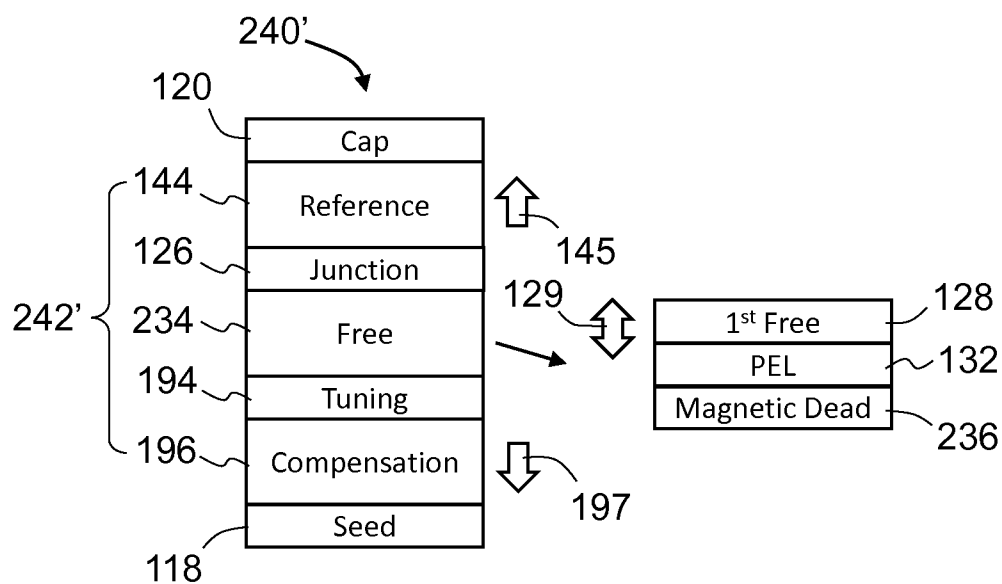 240’
120
Cap
144
Reference
145
126
Junction
129
242’
234
Free
1st Free
128
PEL
132
194
Tuning
Magnetic Dead
236
196
Compensation
197
Seed
118